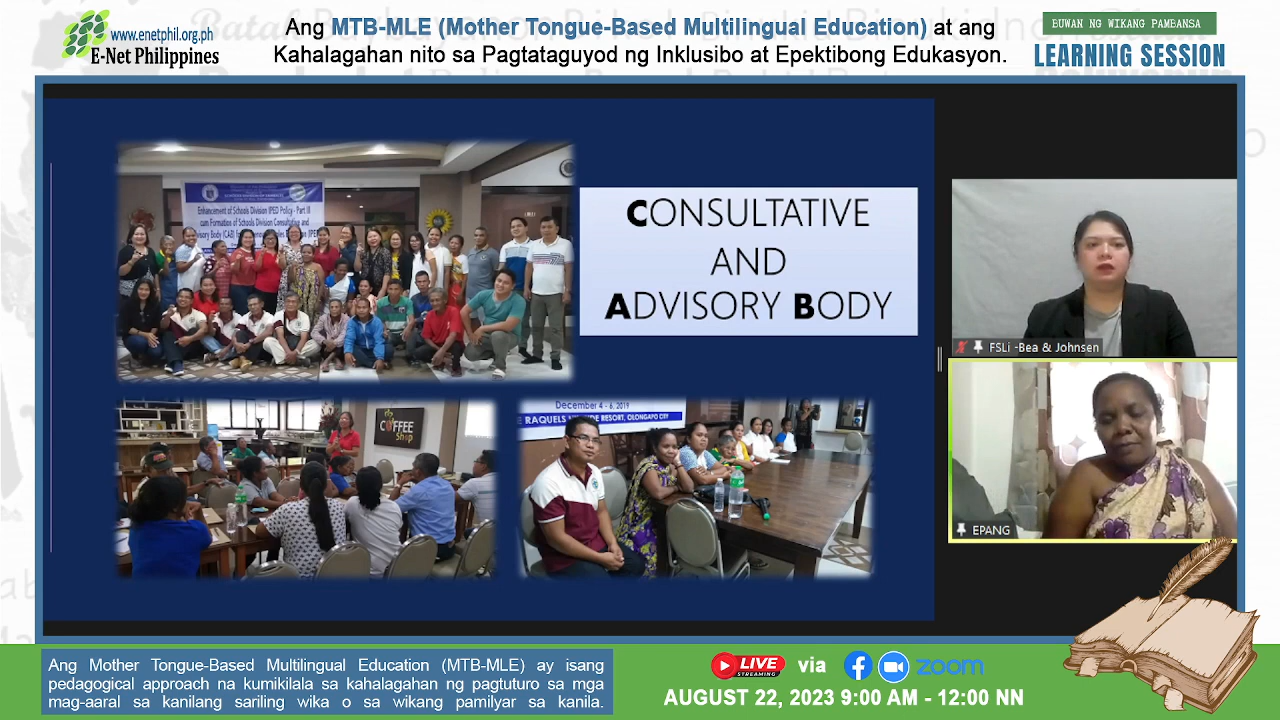 www.enetphil.org.ph
E-Net Philippines
Ang MTB-MLE (Mother Tongue-Based Multilingual Education) at ang
Kahalagahan nito sa Pagtataguyod ng Inklusibo at Epektibong Edukasyon.
BUWAN NG WIKANG PAMBANSA
LEARNING SESSION
Enhancement of Schools Division IPED Policy - Part III
cum Formation of Schools Division Consultative and
CONSULTATIVE
AND
ADVISORY BODY
COFFEE
Shop
December 4 - 6, 2019
RESORT, OLONGAPO CITY
FSLi -Bea & Johnsen
EPANG
Ang Mother Tongue-Based Multilingual Education (MTB-MLE) ay isang
pedagogical approach na kumikilala sa kahalagahan ng pagtuturo sa mga
mag-aaral sa kanilang sariling wika o sa wikang pamilyar sa kanila.
LIVE
STREAMING
via
zoom
AUGUST 22, 2023 9:00 AM - 12:00 NN